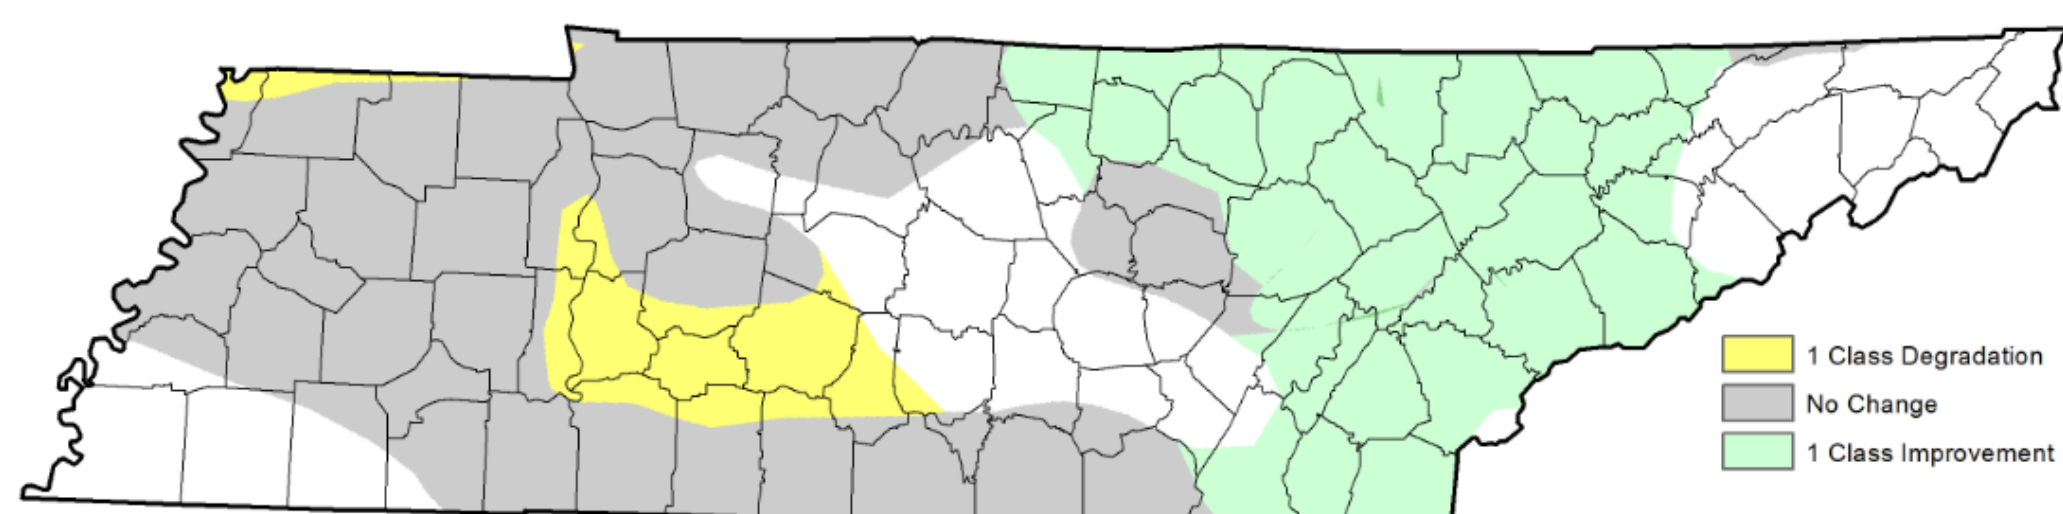 1 Class Degradation
No Change
1 Class Improvement